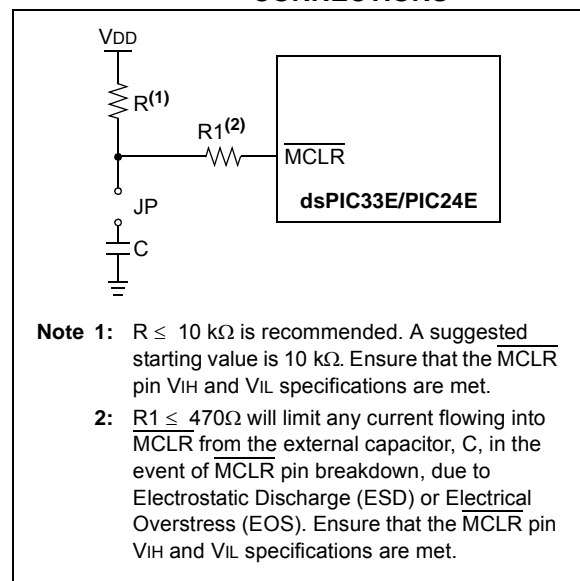 CONNECTIONS
VDD
R(1)
R1(2)
MCLR
dsPIC33E/PIC24E
JP
C
Note 1: R ≤ 10 kΩ is recommended. A suggested
starting value is 10 kΩ. Ensure that the MCLR
pin VIH and VIL specifications are met.
2: R1 ≤ 470Ω will limit any current flowing into
MCLR from the external capacitor, C, in the
event of MCLR pin breakdown, due to
Electrostatic Discharge (ESD) or Electrical
Overstress (EOS). Ensure that the MCLR pin
VIH and VIL specifications are met.